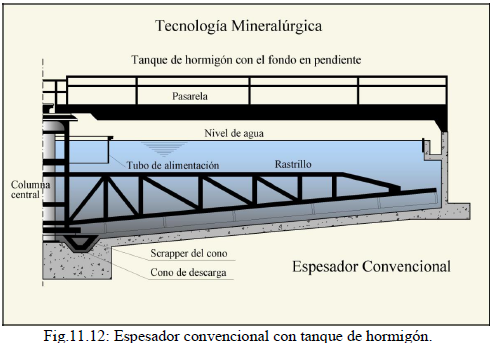 Tecnología Mineralúrgica
Tanque de hormigón con el fondo en pendiente
Pasarela
Nivel de agua
Tubo de alimentación
Rastrillo
Columna
central
Scrapper del cono
Cono de descarga
Espesador Convencional
Fig.11.12: Espesador convencional con tanque de hormigón.